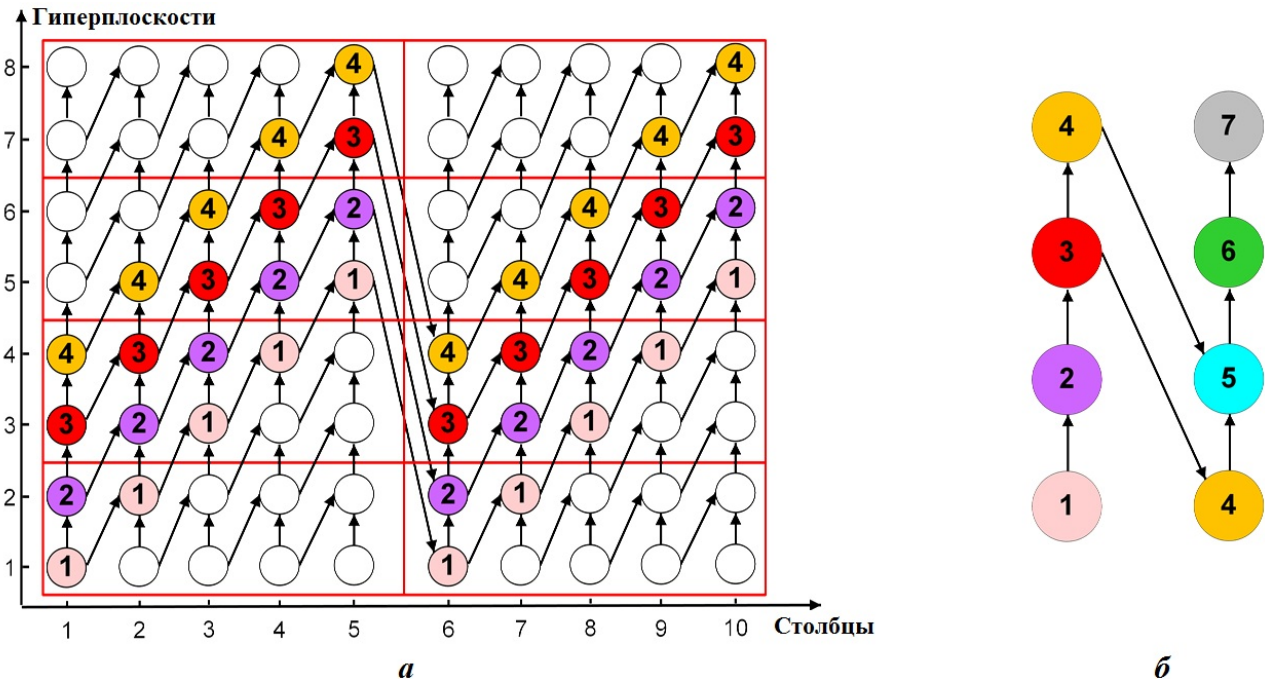 Гиперплоскости
8 4 4
7 4 3 4 3
6 4 3 2 4 3 2
5 4 3 2 1 4 3 2 1
4 4 3 2 1 4 3 2 1
3 3 2 1 3 2 1
2 2 1 2 1
1 1 1
1 2 3 4 5 6 7 8 9 10 Столбцы
а
4 7
3 6
2 5
1 4
б